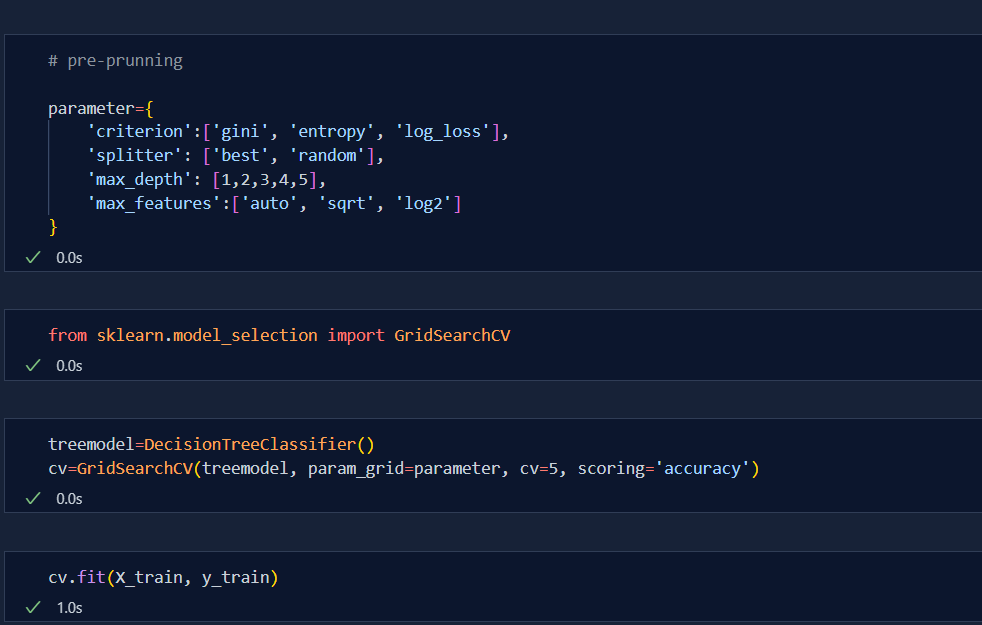 # pre-prunning
parameter={
'criterion':['gini', 'entropy', 'log_loss'],
'splitter': ['best', 'random'],
'max_depth': [1,2,3,4,5],
'max_features':['auto', 'sqrt', 'log2']
}
0.0s
from sklearn.model_selection import GridSearchCV
0.0s
treemodel=DecisionTreeClassifier()
cv=GridSearchCV(treemodel, param_grid=parameter, cv=5, scoring='accuracy')
0.0s
cv.fit(X_train, y_train)
1.0s